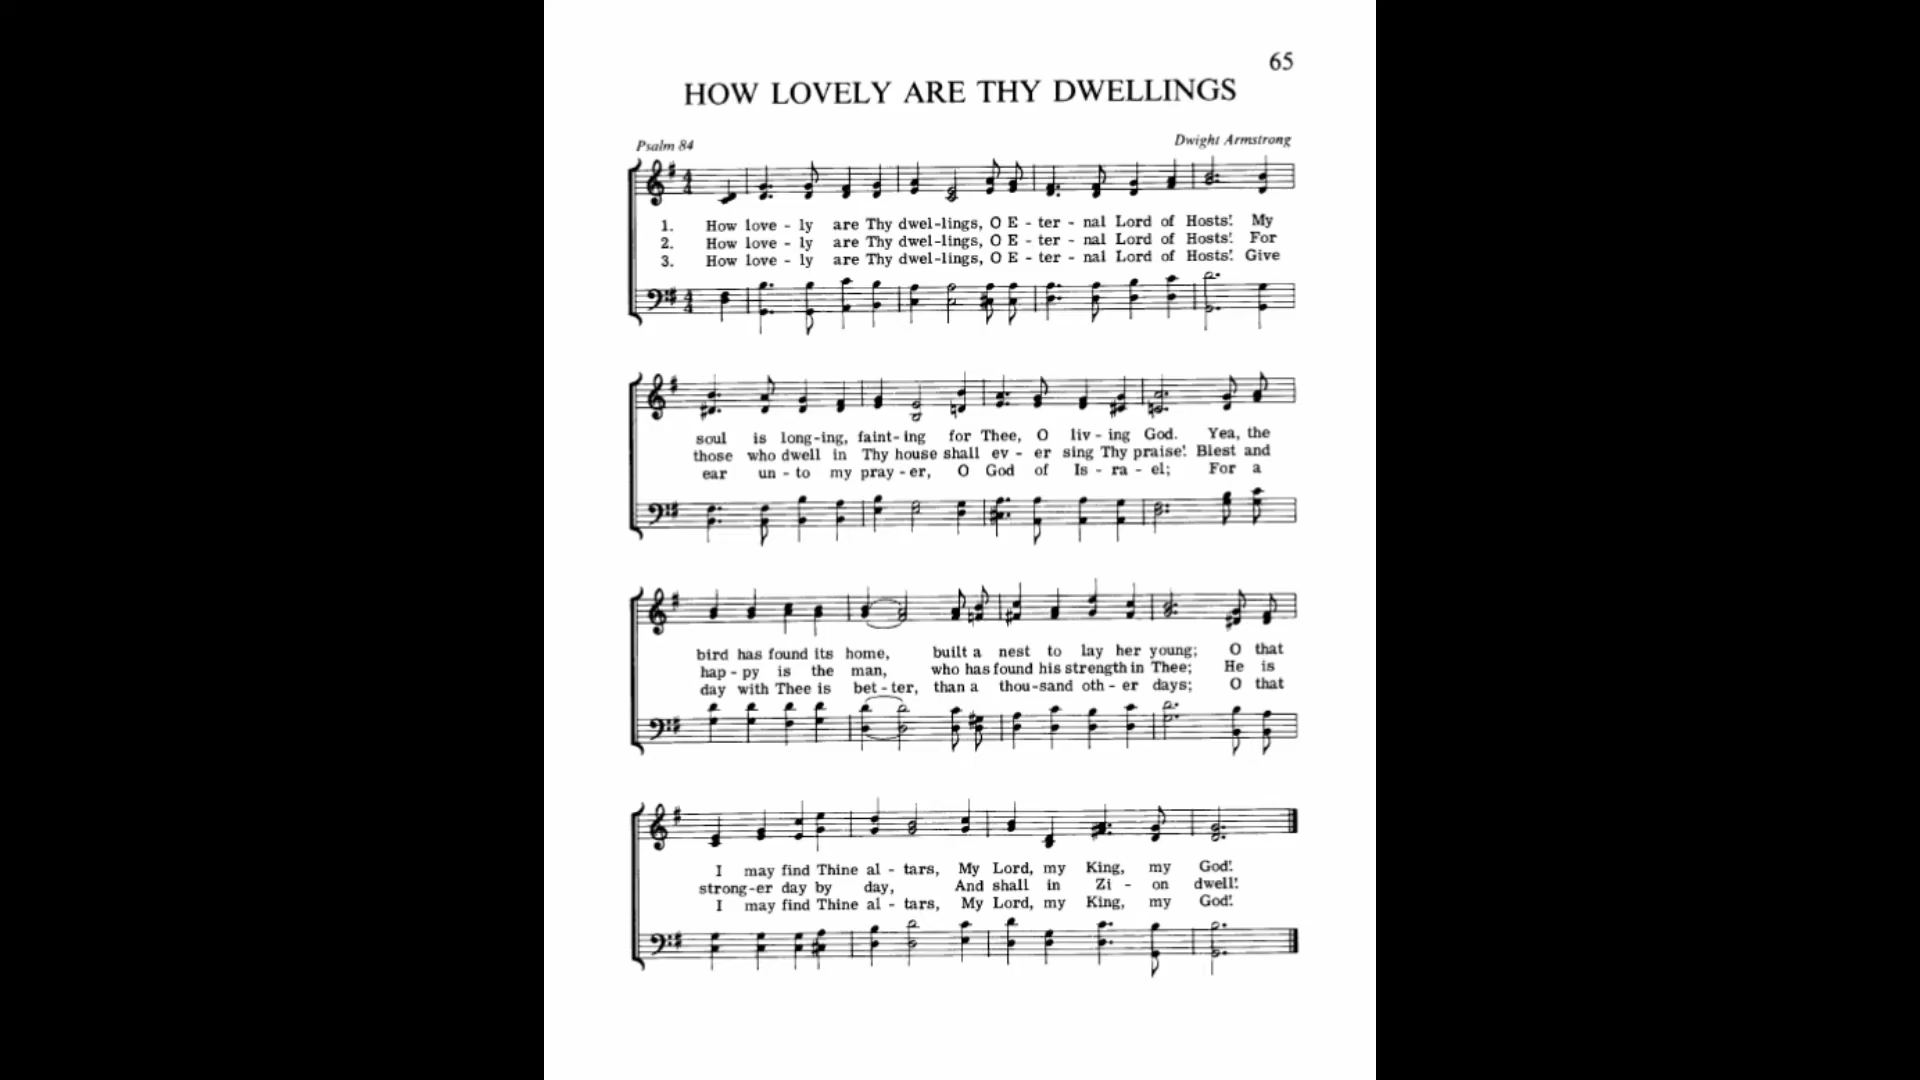 65
HOW LOVELY ARE THY DWELLINGS
Psalm 84 Dwight Armstrong
1. How love - ly are Thy dwel-lings, O E - ter - nal Lord of Hosts! My
2. How love - ly are Thy dwel-lings, O E - ter - nal Lord of Hosts! For
3. How love - ly are Thy dwel-lings, O E - ter - nal Lord of Hosts! Give
soul is long-ing, faint-ing for Thee, O liv - ing God. Yea, the
those who dwell in Thy house shall ev - er sing Thy praise! Blest and
ear un - to my pray - er, O God of Is - ra - el; For a
bird has found its home, built a nest to lay her young; O that
hap - py is the man, who has found his strength in Thee; He is
day with Thee is bet - ter, than a thou-sand oth - er days; O that
I may find Thine al - tars, My Lord, my King, my God!
strong-er day by day, And shall in Zi - on dwell!
I may find Thine al - tars, My Lord, my King, my God!